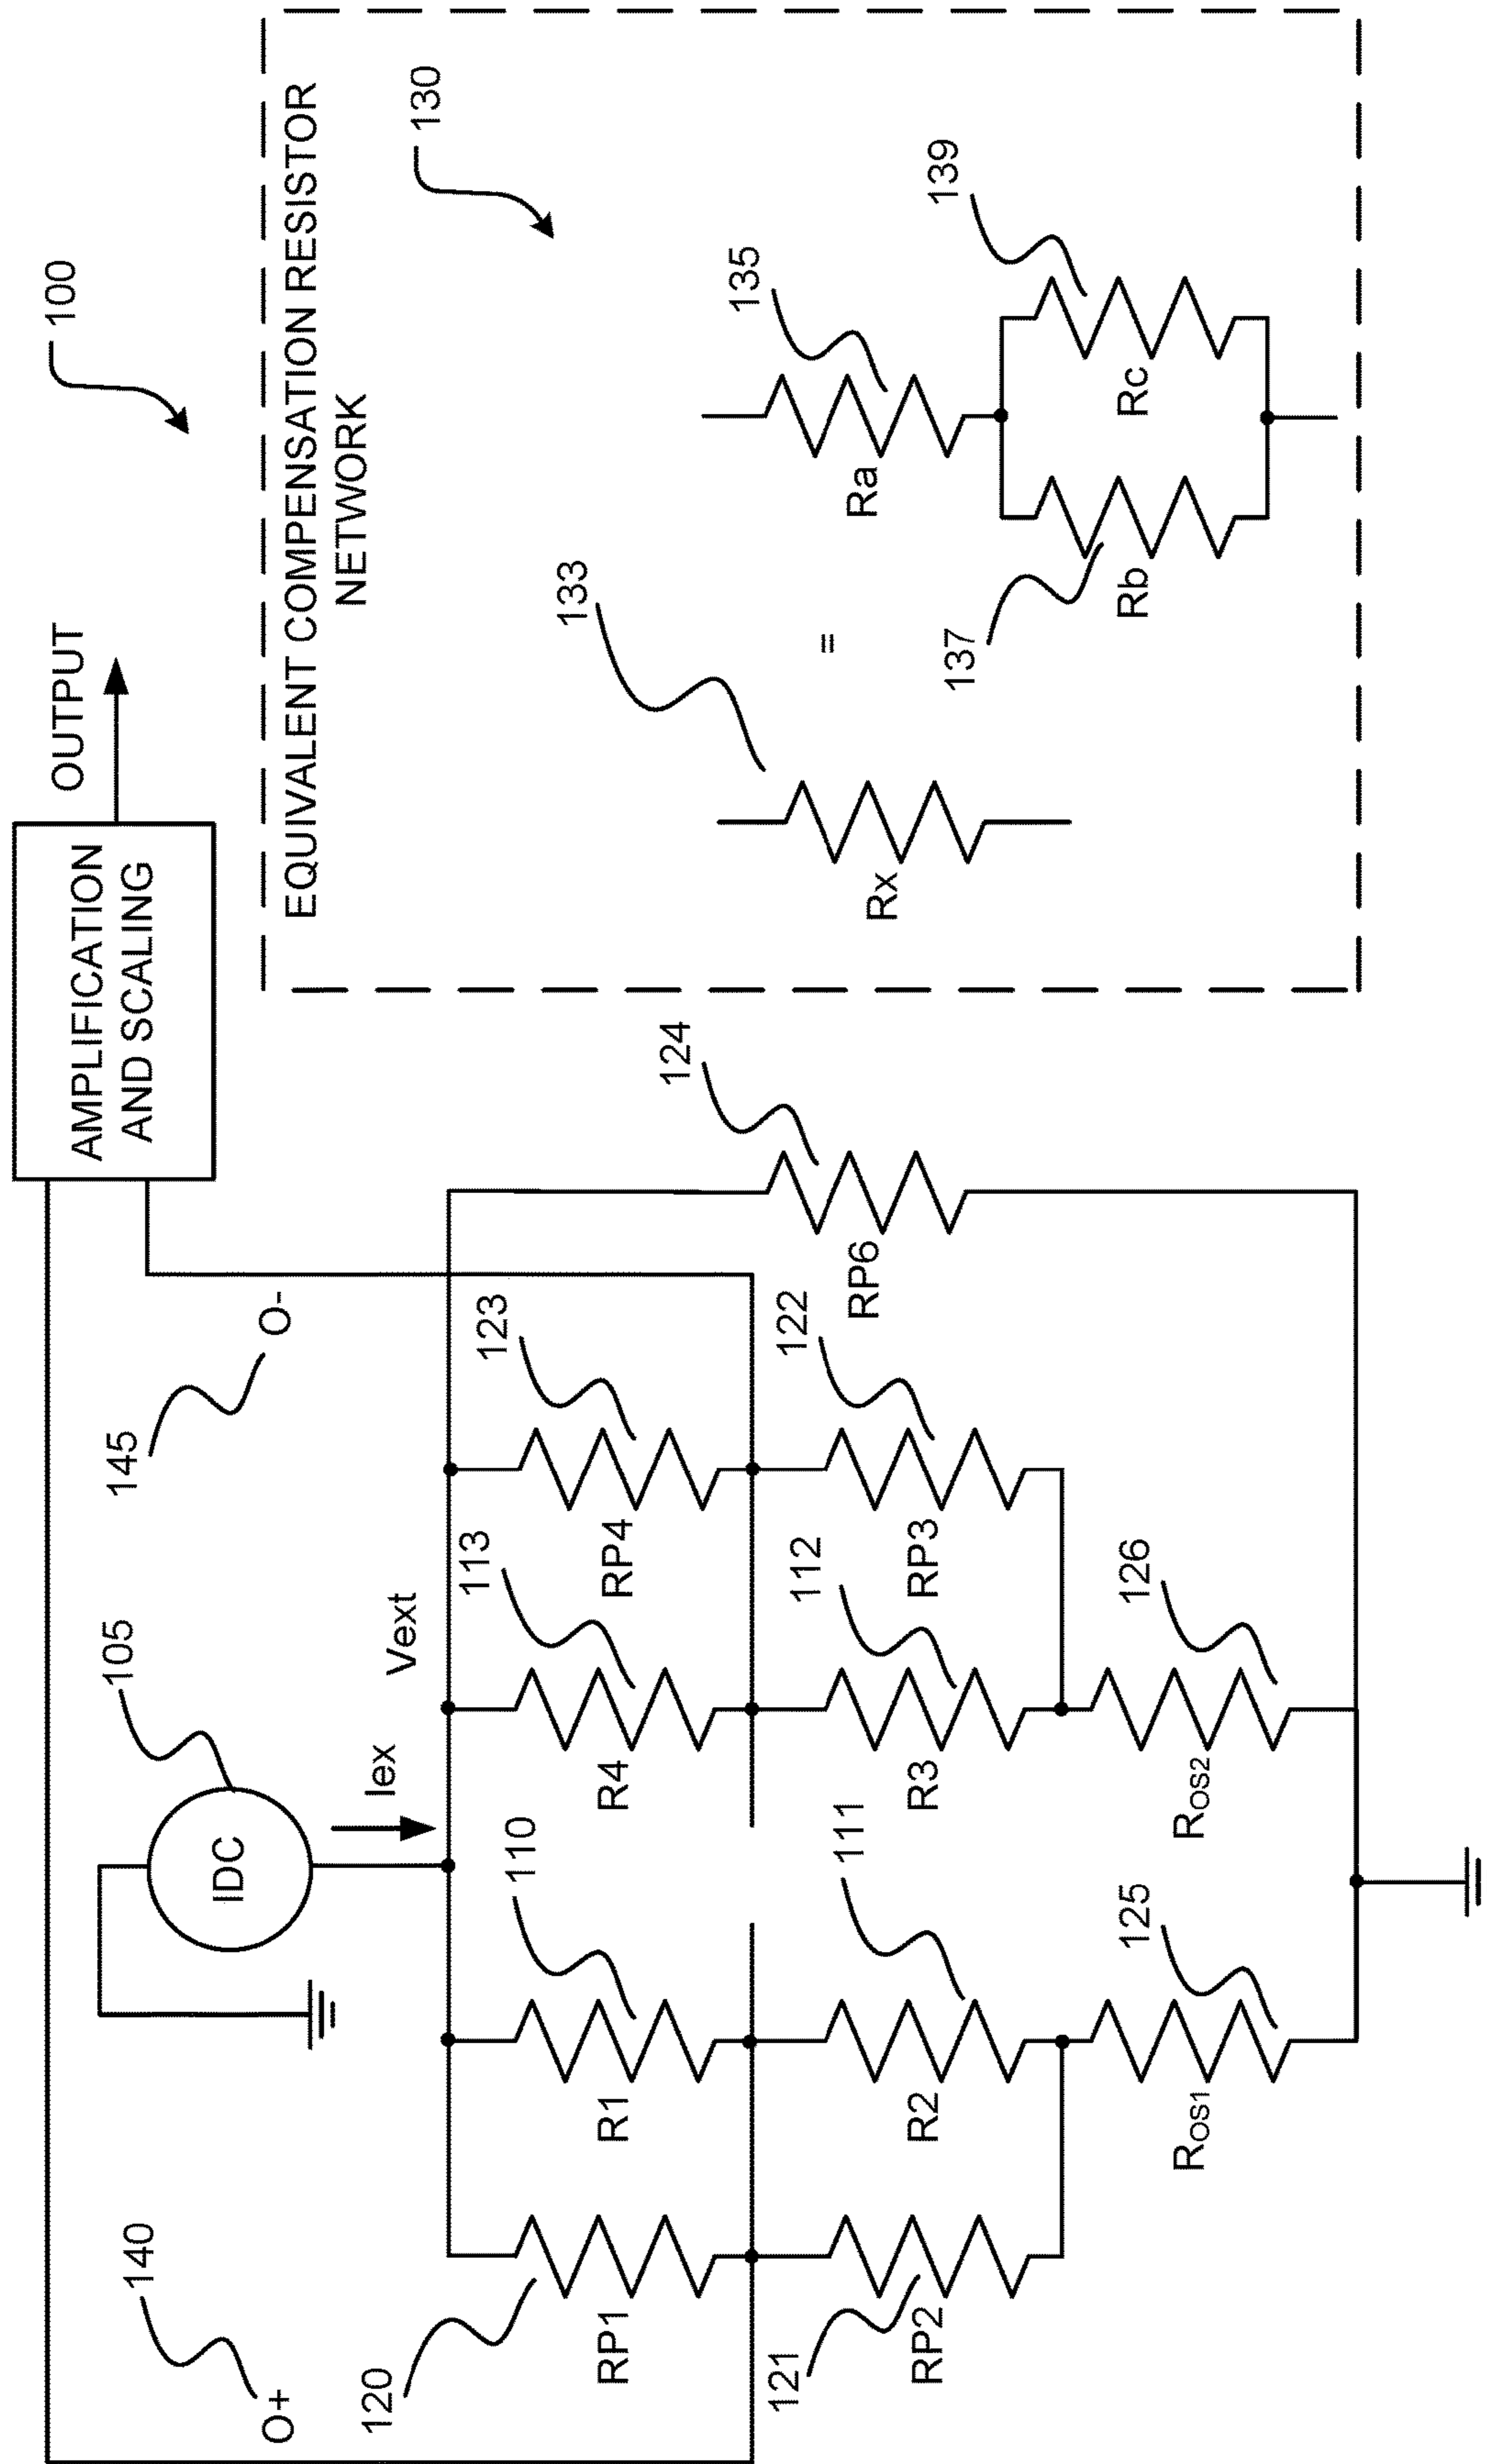 100
OUTPUT
AMPLIFICATION
AND SCALING
EQUIVALENT COMPENSATION RESISTOR
NETWORK
130
133
Rx
=
135
Ra
139
Rc
Rb
137
140
O+
145
O-
105
IDC
Iex
Vext
120
RP1
110
R1
113
R4
123
RP4
121
RP2
111
R2
112
R3
122
RP3
124
RP6
125
ROS1
126
ROS2